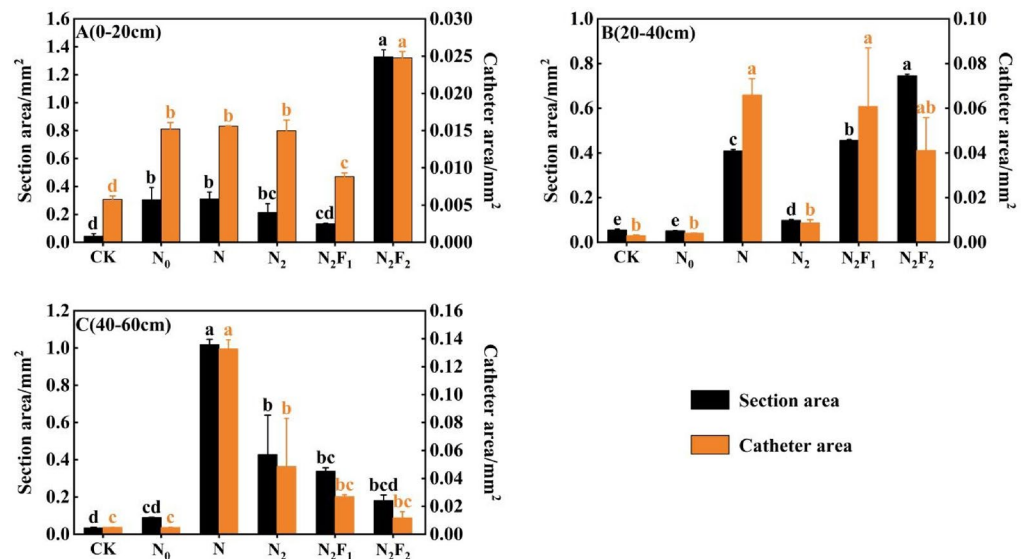 A(0-20cm)
Section area/mm²
1.6
1.4
1.2
1.0
0.8
0.6
0.4
0.2
0.0
d d b b b b bc b cd c a a
CK N₀ N N₂ N₂F₁ N₂F₂
0.030
0.025
0.020
0.015
0.010
0.005
0.000
Catheter area/mm²
B(20-40cm)
Section area/mm²
1.0
0.8
0.6
0.4
0.2
0.0
e b e b c a d b b a a ab
CK N₀ N N₂ N₂F₁ N₂F₂
0.10
0.08
0.06
0.04
0.02
0.00
Catheter area/mm²
C(40-60cm)
Section area/mm²
1.2
1.0
0.8
0.6
0.4
0.2
0.0
d c cd c a a b b bc bc bcd bc
CK N₀ N N₂ N₂F₁ N₂F₂
0.16
0.14
0.12
0.10
0.08
0.06
0.04
0.02
0.00
Catheter area/mm²
Section area
Catheter area